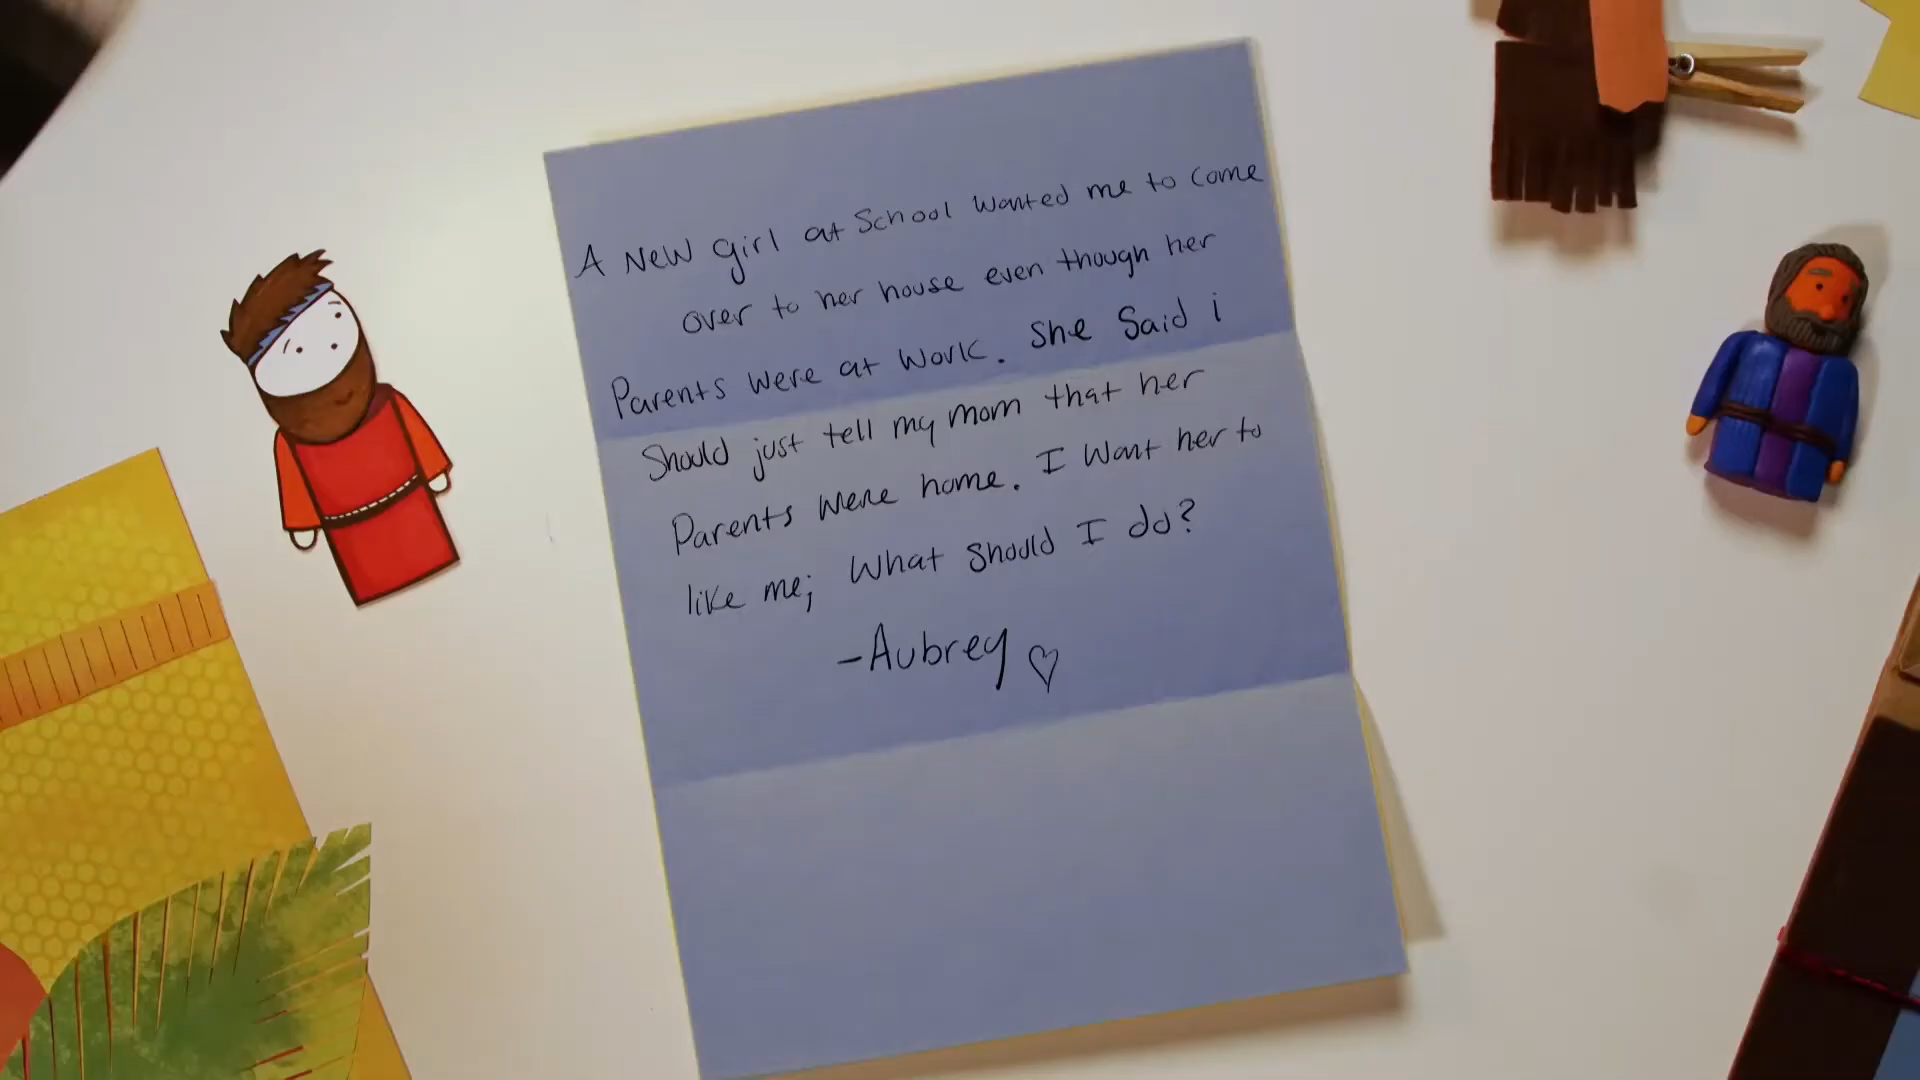 A New girl at School wanted me to come
over to her house even though her
Parents were at work. She Said i
Should just tell my mom that her
Parents were home. I want her to
like me; What Should I do?
-Aubrey ♡